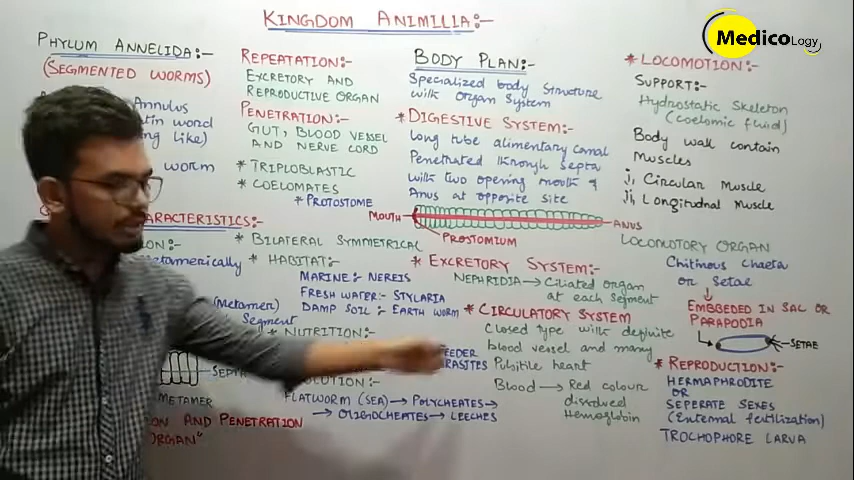 KINGDOM ANIMILIA:-
MedicoLogy
PHYLUM ANNELIDA:-
(SEGMENTED WORMS)
Annulus
word
like)
worm
CHARACTERISTICS:-
Metamerically
(Metamer)
Segment
SEPTA
METAMER
AND PENETRATION
ORGAN"
REPEATATION:-
EXCRETORY AND
REPRODUCTIVE ORGAN
PENETRATION:-
GUT, BLOOD VESSEL
AND NERVE CORD
* TRIPLOBLASTIC
* COELOMATES
* PROTOSTOME
* BILATERAL SYMMETRICAL
* HABITAT:-
MARINE:- NEREIS
FRESH WATER:- STYLARIA
DAMP SOIL:- EARTH WORM
* NUTRITION:-
FLATWORM (SEA) → POLYCHEATES →
→ OLIGOCHEATES → LEECHES
BODY PLAN:-
Specialized body structure
with organ system
* DIGESTIVE SYSTEM:-
Long tube alimentary canal
Penetrated through septa
with two opening mouth &
Anus at opposite site
MOUTH
ANUS
PROSTOMIUM
* EXCRETORY SYSTEM:-
NEPHRIDIA → Ciliated organ
at each segment
* CIRCULATORY SYSTEM
Closed type with definite
blood vessel and many
Pulsitile heart
Blood → Red colour
dissolved
Hemoglobin
* LOCOMOTION:-
SUPPORT:-
Hydrostatic Skeleton
(coelomic fluid)
Body wall contain
Muscles
i, Circular Muscle
ii, Longitudnal Muscle
LOCOMOTORY ORGAN
Chitinous chaeta
or Setae
EMBBEDED IN SAC OR
PARAPODIA
SETAE
* REPRODUCTION:-
HERMAPHRODITE
OR
SEPERATE SEXES
(External fertilization)
TROCHOPHORE LARVA